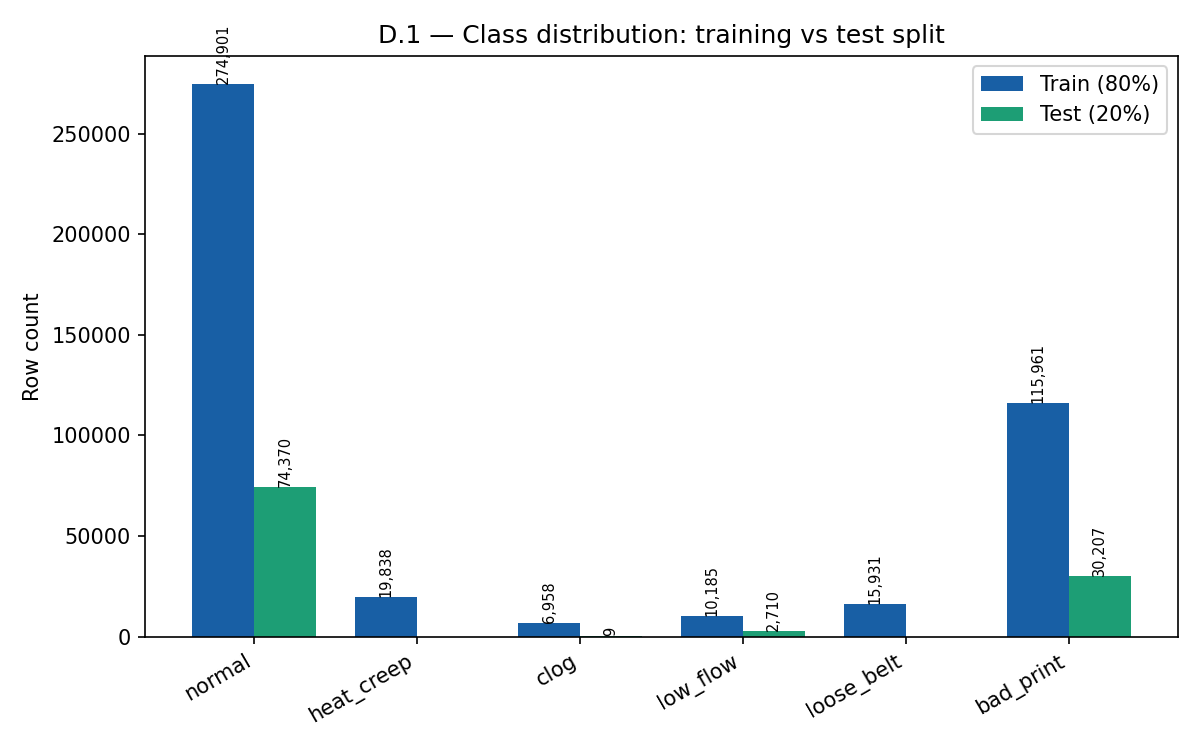 D.1 — Class distribution: training vs test split
Train (80%)
Test (20%)
Row count
250000
200000
150000
100000
50000
0
274,901
74,370
19,838
6,958
9
10,185
2,710
15,931
115,961
30,207
normal
heat_creep
clog
low_flow
loose_belt
bad_print